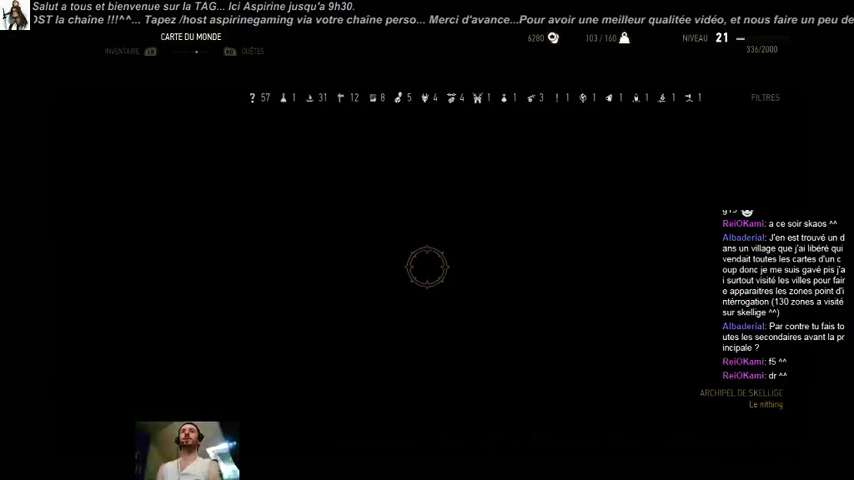 Salut a tous et bienvenue sur la TAG... Ici Aspirine jusqu'a 9h30.
OST la chaîne !!!^^... Tapez /host aspirinegaming via votre chaîne perso... Merci d'avance...Pour avoir une meilleur qualitée vidéo, et nous faire un peu de
CARTE DU MONDE
6280 103 / 160 NIVEAU 21
336/2000
INVENTAIRE LB RB QUÊTES
? 57 1 31 12 8 5 4 4 1 1 3 1 1 1 1 1 1 FILTRES
ReiOKami: a ce soir skaos ^^
Albaderial: J'en est trouvé un d
ans un village que j'ai libéré qui
vendait toutes les cartes d'un c
oup donc je me suis gavé pis j'a
i surtout visité les villes pour fair
e apparaitres les zones point d'i
ntérrogation (130 zones a visité
sur skellige ^^)
Albaderial: Par contre tu fais to
utes les secondaires avant la pr
incipale ?
ReiOKami: f5 ^^
ReiOKami: dr ^^
ARCHIPEL DE SKELLIGE
Le nithing